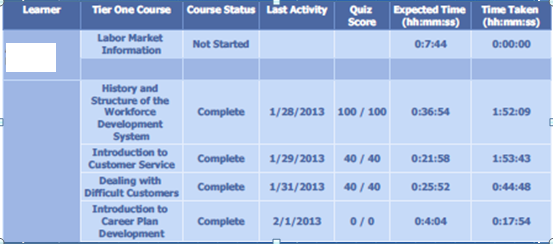 Learner Tier One Course Course Status Last Activity Quiz Score Expected Time (hh:mm:ss) Time Taken (hh:mm:ss)
Labor Market Information Not Started 0:7:44 0:00:00
History and Structure of the Workforce Development System Complete 1/28/2013 100 / 100 0:36:54 1:52:09
Introduction to Customer Service Complete 1/29/2013 40 / 40 0:21:58 1:53:43
Dealing with Difficult Customers Complete 1/31/2013 40 / 40 0:25:52 0:44:48
Introduction to Career Plan Development Complete 2/1/2013 0 / 0 0:4:04 0:17:54